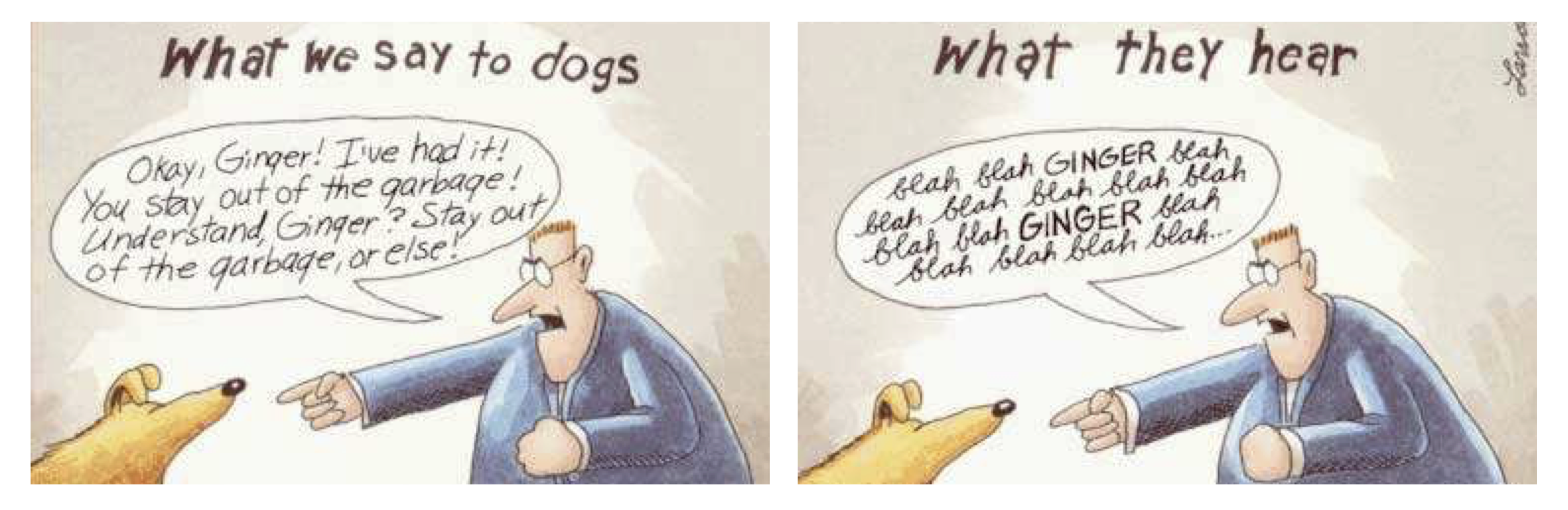 What we say to dogs
Okay, Ginger! I've had it!
You stay out of the garbage!
Understand, Ginger? Stay out
of the garbage, or else!
What they hear
blah blah GINGER blah
blah blah blah blah blah
blah blah GINGER blah
blah blah blah blah...